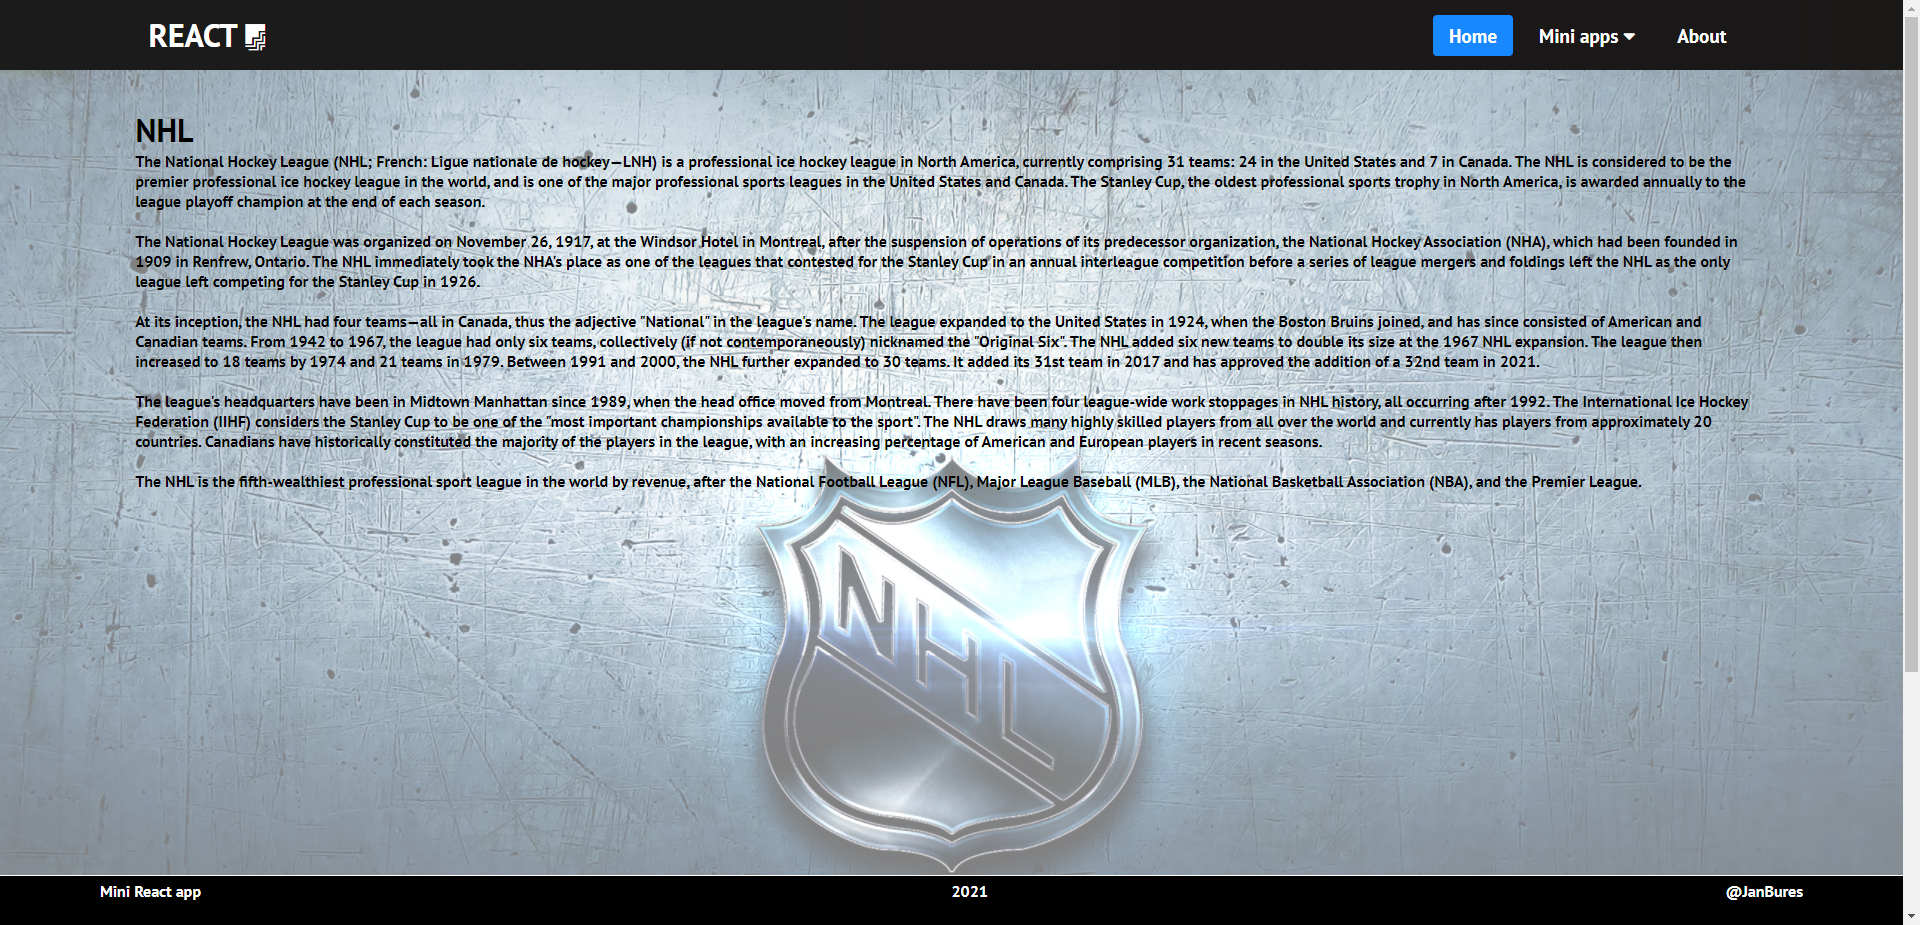 REACT
Home
Mini apps
About
NHL
The National Hockey League (NHL; French: Ligue nationale de hockey—LNH) is a professional ice hockey league in North America, currently comprising 31 teams: 24 in the United States and 7 in Canada. The NHL is considered to be the
premier professional ice hockey league in the world, and is one of the major professional sports leagues in the United States and Canada. The Stanley Cup, the oldest professional sports trophy in North America, is awarded annually to the
league playoff champion at the end of each season.
The National Hockey League was organized on November 26, 1917, at the Windsor Hotel in Montreal, after the suspension of operations of its predecessor organization, the National Hockey Association (NHA), which had been founded in
1909 in Renfrew, Ontario. The NHL immediately took the NHA's place as one of the leagues that contested for the Stanley Cup in an annual interleague competition before a series of league mergers and foldings left the NHL as the only
league left competing for the Stanley Cup in 1926.
At its inception, the NHL had four teams—all in Canada, thus the adjective "National" in the league's name. The league expanded to the United States in 1924, when the Boston Bruins joined, and has since consisted of American and
Canadian teams. From 1942 to 1967, the league had only six teams, collectively (if not contemporaneously) nicknamed the "Original Six". The NHL added six new teams to double its size at the 1967 NHL expansion. The league then
increased to 18 teams by 1974 and 21 teams in 1979. Between 1991 and 2000, the NHL further expanded to 30 teams. It added its 31st team in 2017 and has approved the addition of a 32nd team in 2021.
The league's headquarters have been in Midtown Manhattan since 1989, when the head office moved from Montreal. There have been four league-wide work stoppages in NHL history, all occurring after 1992. The International Ice Hockey
Federation (IIHF) considers the Stanley Cup to be one of the "most important championships available to the sport". The NHL draws many highly skilled players from all over the world and currently has players from approximately 20
countries. Canadians have historically constituted the majority of the players in the league, with an increasing percentage of American and European players in recent seasons.
The NHL is the fifth-wealthiest professional sport league in the world by revenue, after the National Football League (NFL), Major League Baseball (MLB), the National Basketball Association (NBA), and the Premier League.
NHL
Mini React app
2021
@JanBures